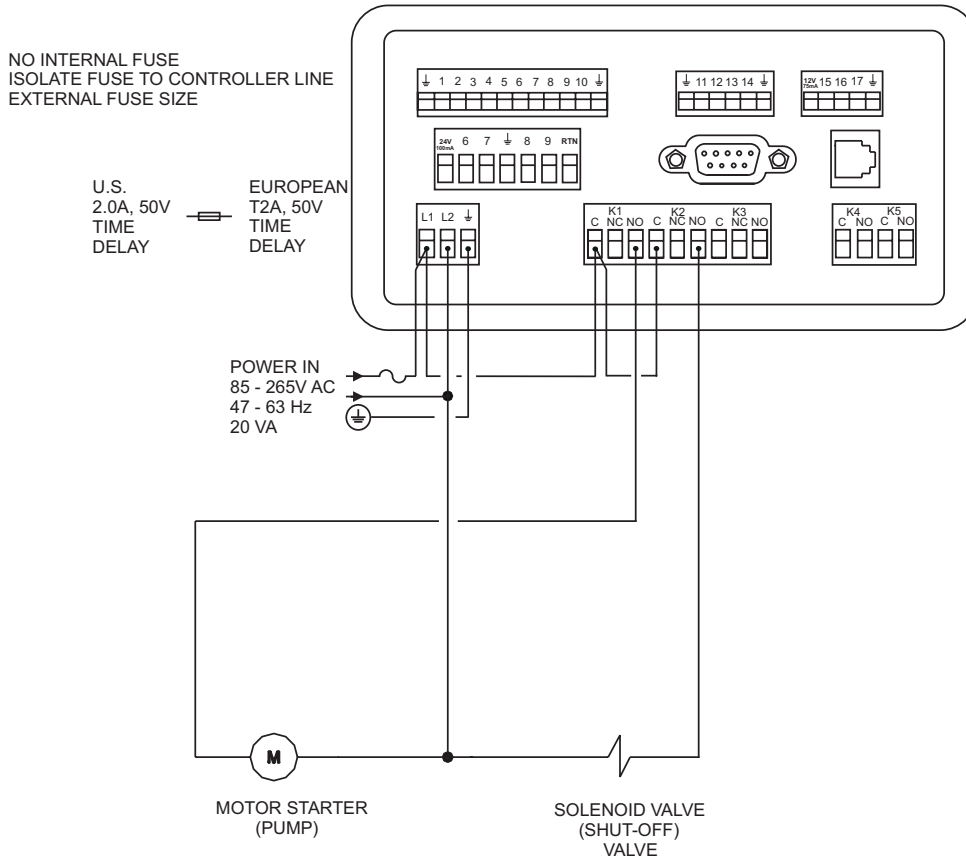 NO INTERNAL FUSE
ISOLATE FUSE TO CONTROLLER LINE
EXTERNAL FUSE SIZE
1 2 3 4 5 6 7 8 9 10
11 12 13 14
12V 75mA 15 16 17
24V 100mA 6 7 8 9 RTN
U.S.
2.0A, 50V
TIME
DELAY
EUROPEAN
T2A, 50V
TIME
DELAY
L1 L2
K1 K2 K3
C NC NO C NC NO C NC NO
K4 K5
C NO C NO
POWER IN
85 - 265V AC
47 - 63 Hz
20 VA
M
MOTOR STARTER
(PUMP)
SOLENOID VALVE
(SHUT-OFF)
VALVE